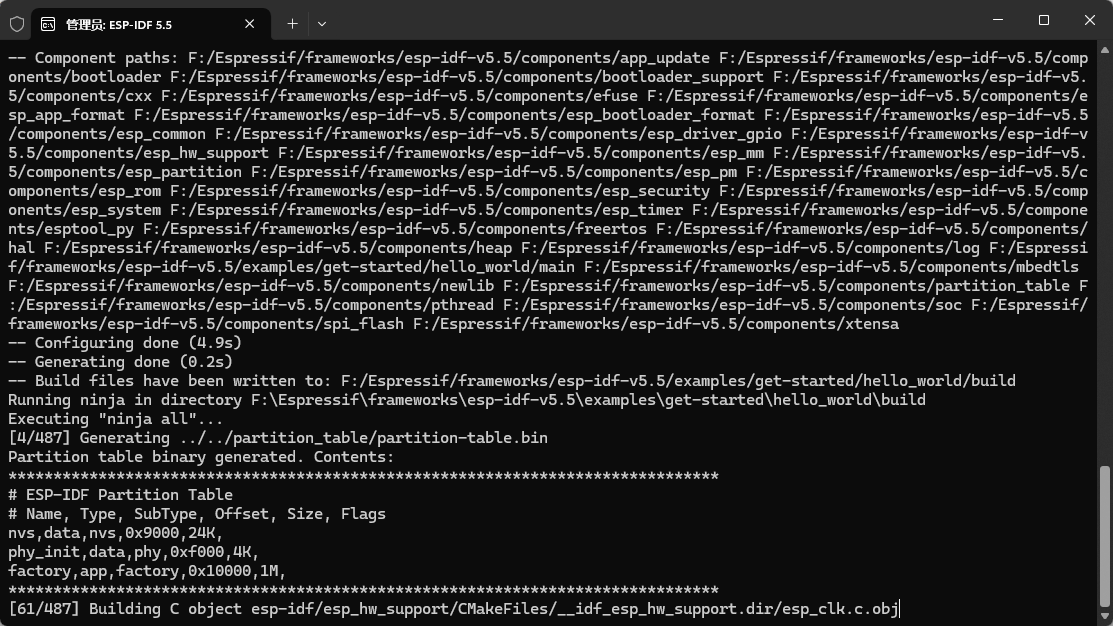 管理员: ESP-IDF 5.5
-- Component paths: F:/Espressif/frameworks/esp-idf-v5.5/components/app_update F:/Espressif/frameworks/esp-idf-v5.5/comp
onents/bootloader F:/Espressif/frameworks/esp-idf-v5.5/components/bootloader_support F:/Espressif/frameworks/esp-idf-v5.
5/components/cxx F:/Espressif/frameworks/esp-idf-v5.5/components/efuse F:/Espressif/frameworks/esp-idf-v5.5/components/e
sp_app_format F:/Espressif/frameworks/esp-idf-v5.5/components/esp_bootloader_format F:/Espressif/frameworks/esp-idf-v5.5
/components/esp_common F:/Espressif/frameworks/esp-idf-v5.5/components/esp_driver_gpio F:/Espressif/frameworks/esp-idf-v
5.5/components/esp_hw_support F:/Espressif/frameworks/esp-idf-v5.5/components/esp_mm F:/Espressif/frameworks/esp-idf-v5.
5/components/esp_partition F:/Espressif/frameworks/esp-idf-v5.5/components/esp_pm F:/Espressif/frameworks/esp-idf-v5.5/c
omponents/esp_rom F:/Espressif/frameworks/esp-idf-v5.5/components/esp_security F:/Espressif/frameworks/esp-idf-v5.5/comp
onents/esp_system F:/Espressif/frameworks/esp-idf-v5.5/components/esp_timer F:/Espressif/frameworks/esp-idf-v5.5/compone
nts/esptool_py F:/Espressif/frameworks/esp-idf-v5.5/components/freertos F:/Espressif/frameworks/esp-idf-v5.5/components/
hal F:/Espressif/frameworks/esp-idf-v5.5/components/heap F:/Espressif/frameworks/esp-idf-v5.5/components/log F:/Espressi
f/frameworks/esp-idf-v5.5/examples/get-started/hello_world/main F:/Espressif/frameworks/esp-idf-v5.5/components/mbedtls
F:/Espressif/frameworks/esp-idf-v5.5/components/newlib F:/Espressif/frameworks/esp-idf-v5.5/components/partition_table F
:/Espressif/frameworks/esp-idf-v5.5/components/pthread F:/Espressif/frameworks/esp-idf-v5.5/components/soc F:/Espressif/
frameworks/esp-idf-v5.5/components/spi_flash F:/Espressif/frameworks/esp-idf-v5.5/components/xtensa
-- Configuring done (4.9s)
-- Generating done (0.2s)
-- Build files have been written to: F:/Espressif/frameworks/esp-idf-v5.5/examples/get-started/hello_world/build
Running ninja in directory F:\Espressif\frameworks\esp-idf-v5.5\examples\get-started\hello_world\build
Executing "ninja all"...
[4/487] Generating ../../partition_table/partition-table.bin
Partition table binary generated. Contents:
*******************************************************************************
# ESP-IDF Partition Table
# Name, Type, SubType, Offset, Size, Flags
nvs,data,nvs,0x9000,24K,
phy_init,data,phy,0xf000,4K,
factory,app,factory,0x10000,1M,
*******************************************************************************
[61/487] Building C object esp-idf/esp_hw_support/CMakeFiles/__idf_esp_hw_support.dir/esp_clk.c.obj